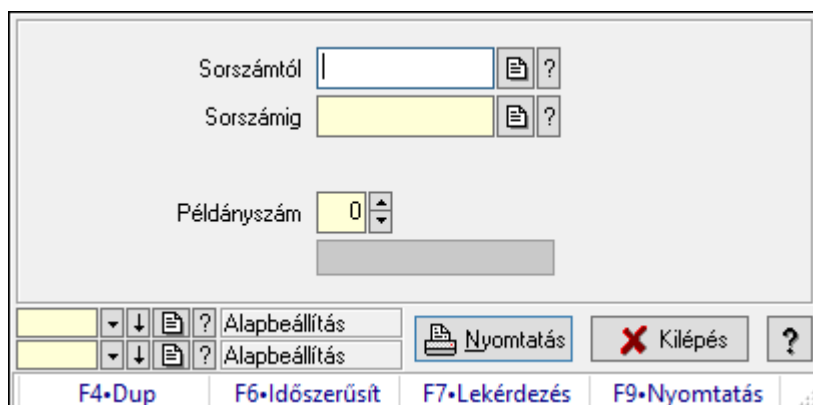 Sorszámtól ?
Sorszámig ?
Példányszám 0
? Alapbeállítás
? Alapbeállítás
Nyomtatás Kilépés ?
F4•Dup F6•Időszerűsít F7•Lekérdezés F9•Nyomtatás